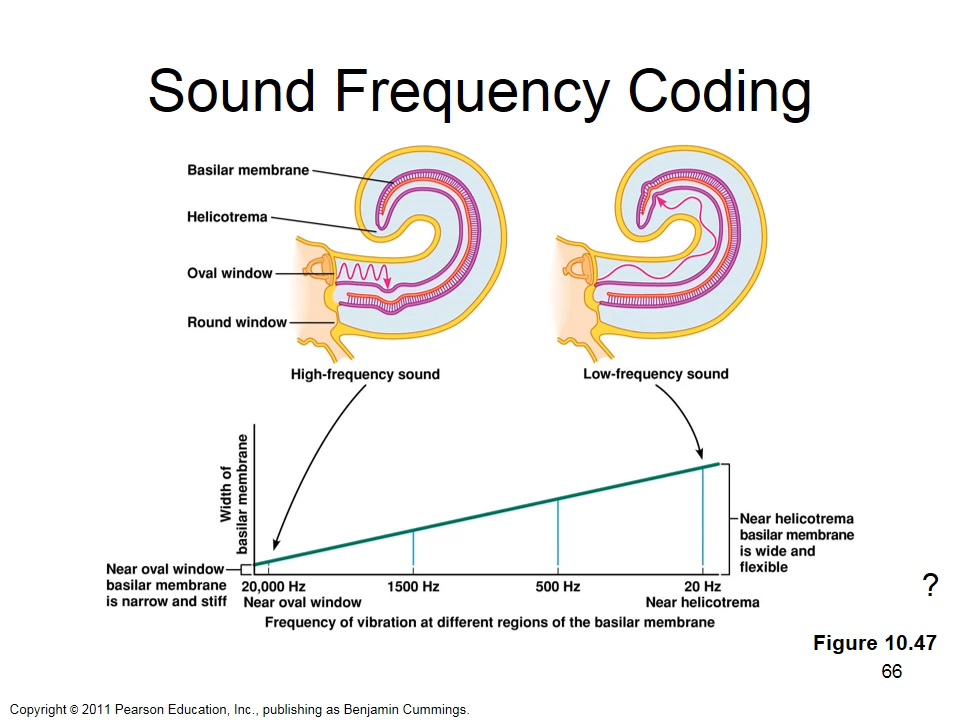 Sound Frequency Coding
Basilar membrane
Helicotrema
Oval window
Round window
High-frequency sound
Low-frequency sound
Width of
basilar membrane
Near oval window
basilar membrane
is narrow and stiff
20,000 Hz
Near oval window
1500 Hz
500 Hz
20 Hz
Near helicotrema
Near helicotrema
basilar membrane
is wide and
flexible
Frequency of vibration at different regions of the basilar membrane
?
Figure 10.47
66
Copyright © 2011 Pearson Education, Inc., publishing as Benjamin Cummings.